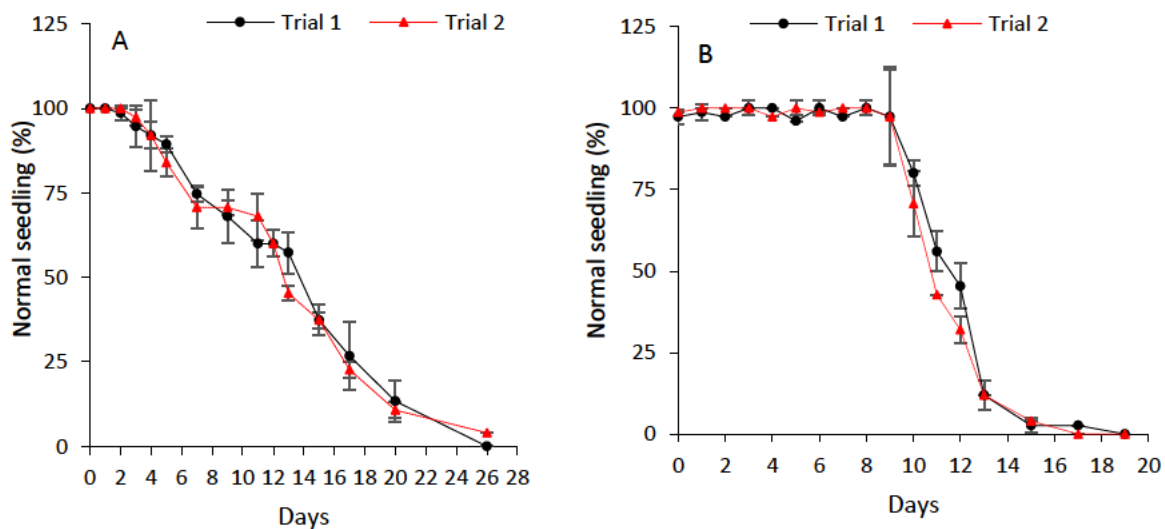 Trial 1 Trial 2
A
Normal seedling (%)
125
100
75
50
25
0
0 2 4 6 8 10 12 14 16 18 20 22 24 26 28
Days
Trial 1 Trial 2
B
Normal seedling (%)
125
100
75
50
25
0
0 2 4 6 8 10 12 14 16 18 20
Days